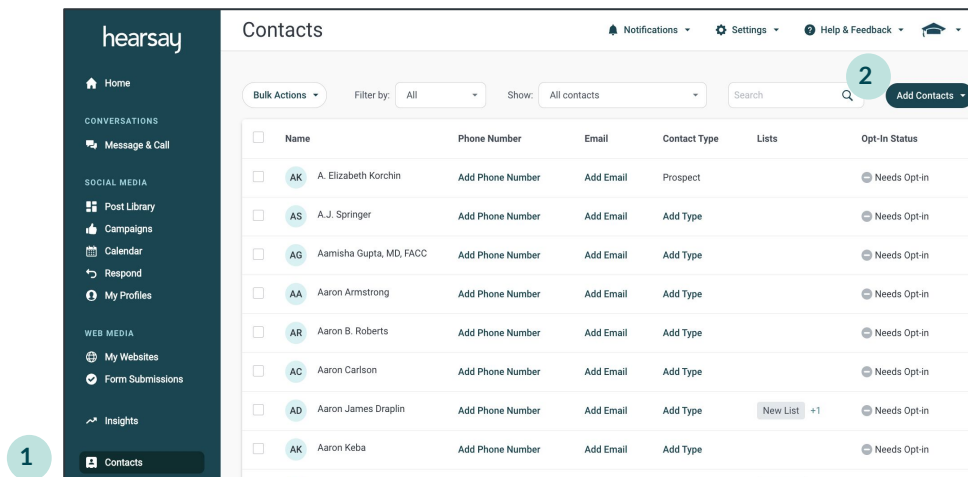 hearsay
Home
CONVERSATIONS
Message & Call
SOCIAL MEDIA
Post Library
Campaigns
Calendar
Respond
My Profiles
WEB MEDIA
My Websites
Form Submissions
Insights
1
Contacts
Contacts
Notifications
Settings
Help & Feedback
2
Bulk Actions Filter by: All Show: All contacts Search Add Contacts
Name Phone Number Email Contact Type Lists Opt-In Status
AK A. Elizabeth Korchin Add Phone Number Add Email Prospect Needs Opt-in
AS A.J. Springer Add Phone Number Add Email Add Type Needs Opt-in
AG Aamisha Gupta, MD, FACC Add Phone Number Add Email Add Type Needs Opt-in
AA Aaron Armstrong Add Phone Number Add Email Add Type Needs Opt-in
AR Aaron B. Roberts Add Phone Number Add Email Add Type Needs Opt-in
AC Aaron Carlson Add Phone Number Add Email Add Type Needs Opt-in
AD Aaron James Draplin Add Phone Number Add Email Add Type New List +1 Needs Opt-in
AK Aaron Keba Add Phone Number Add Email Add Type Needs Opt-in